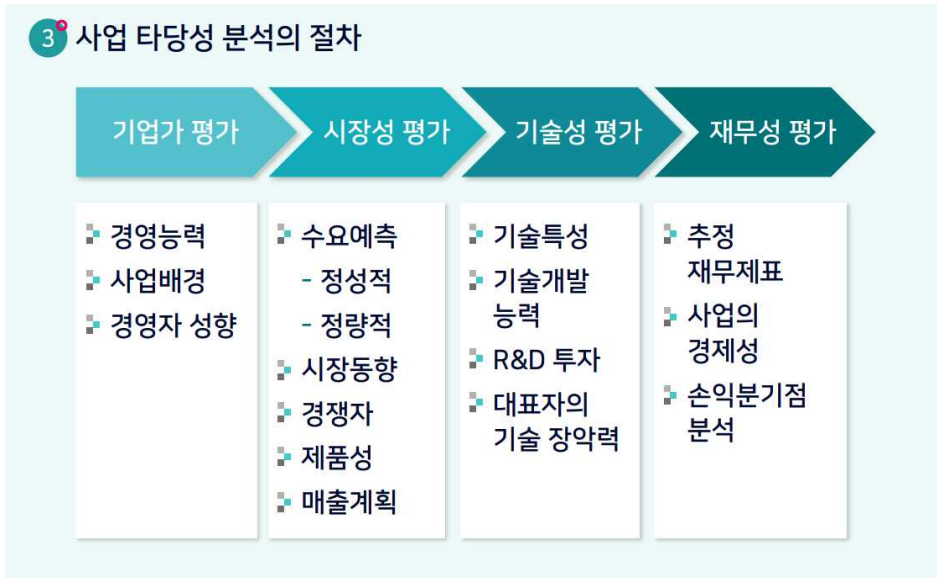 3 사업 타당성 분석의 절차
기업가 평가
시장성 평가
기술성 평가
재무성 평가
경영능력
사업배경
경영자 성향
수요예측
- 정성적
- 정량적
시장동향
경쟁자
제품성
매출계획
기술특성
기술개발
능력
R&D 투자
대표자의
기술 장악력
추정
재무제표
사업의
경제성
손익분기점
분석